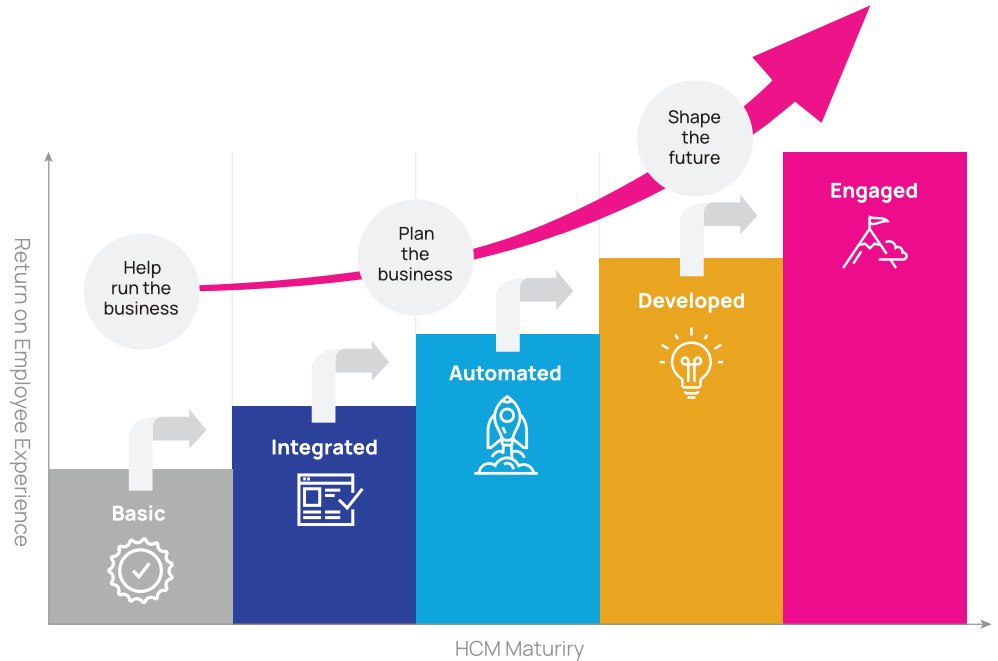 Shape
the
future
Engaged
Plan
the
business
Help
run the
business
Developed
Automated
Integrated
Basic
Return on Employee Experience
HCM Maturiry